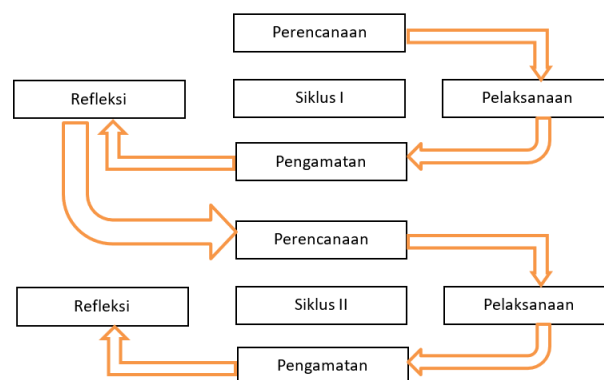 Perencanaan
Refleksi
Siklus I
Pelaksanaan
Pengamatan
Perencanaan
Refleksi
Siklus II
Pelaksanaan
Pengamatan